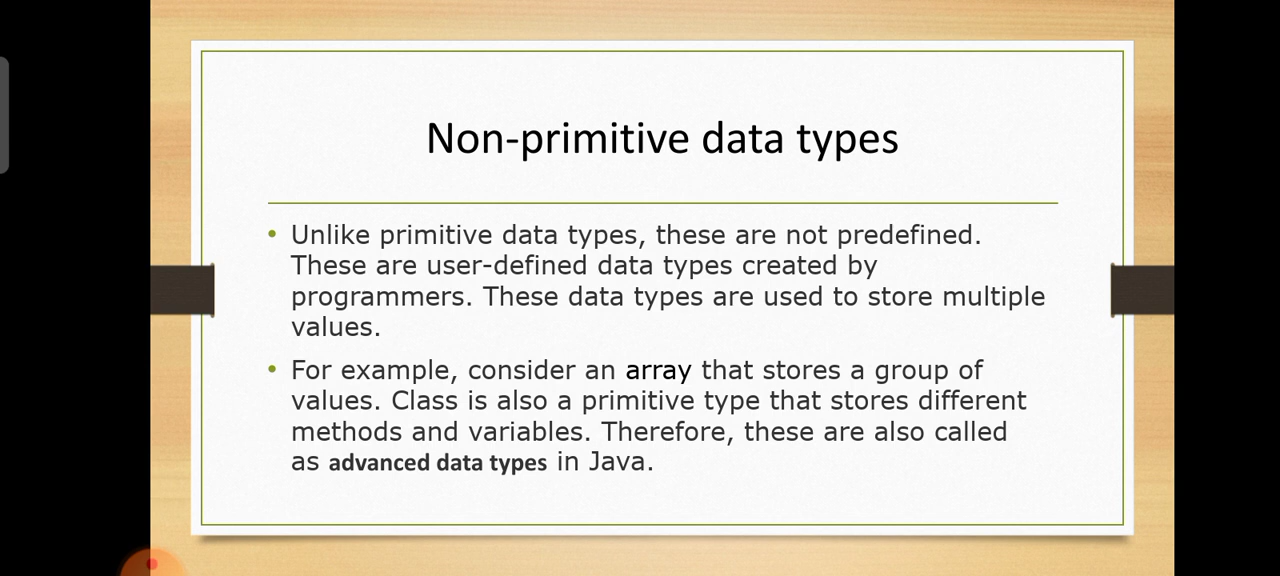 Non-primitive data types
• Unlike primitive data types, these are not predefined.
These are user-defined data types created by
programmers. These data types are used to store multiple
values.
• For example, consider an array that stores a group of
values. Class is also a primitive type that stores different
methods and variables. Therefore, these are also called
as advanced data types in Java.